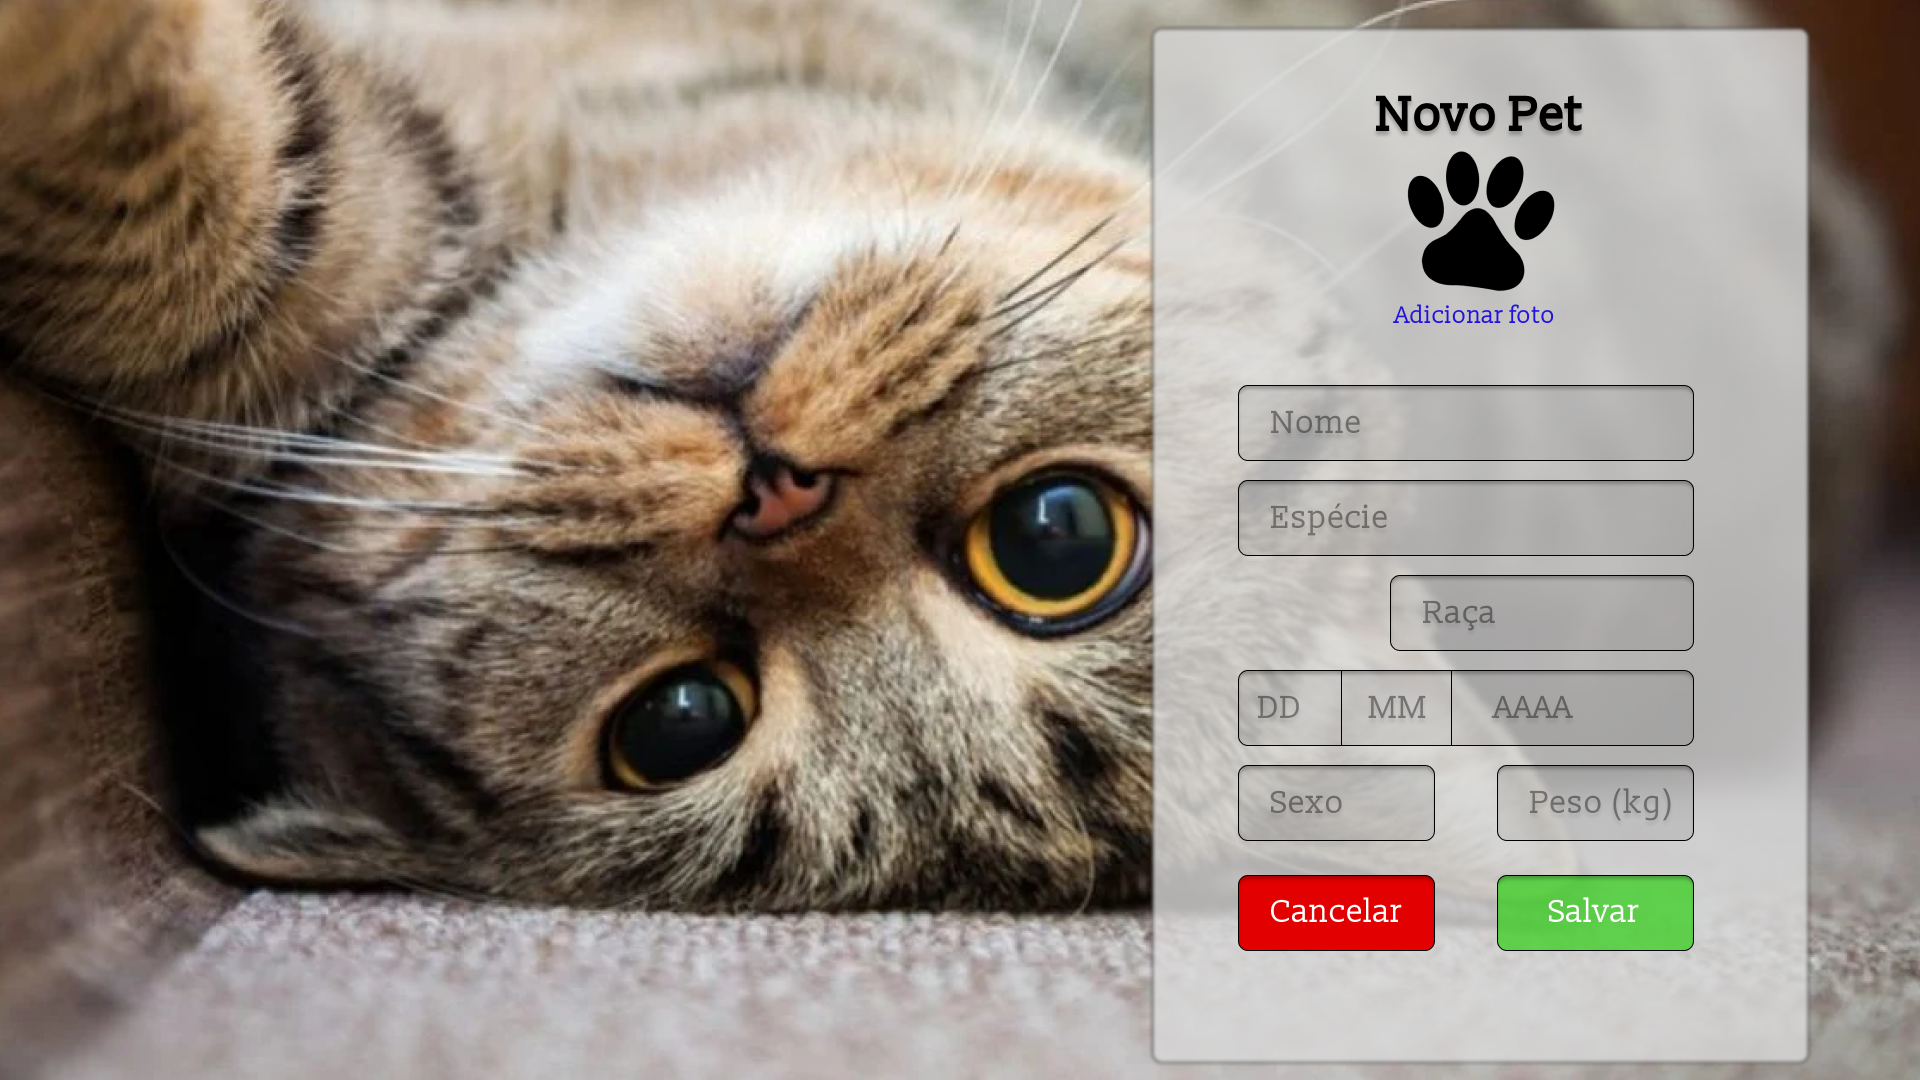 Novo Pet
Adicionar foto
Nome
Espécie
Raça
DD MM AAAA
Sexo Peso (kg)
Cancelar Salvar